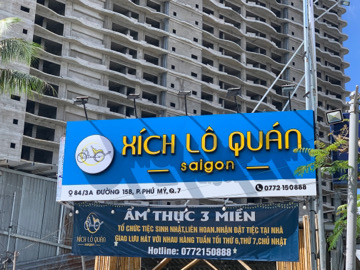 XÍCH LÔ QUÁN
saigon
84/3A ĐƯỜNG 15B, P.PHÚ MỸ, Q.7
0772 150888
ẨM THỰC 3 MIỀN
TỔ CHỨC TIỆC SINH NHẬT,LIÊN HOAN.NHẬN ĐẶT TIỆC TẠI NHÀ
GIAO LƯU HÁT VỚI NHAU HÀNG TUẦN TỐI THỨ 6,THỨ 7,CHỦ NHẬT
XÍCH LÔ QUÁN
Hotline: 0772150888 *